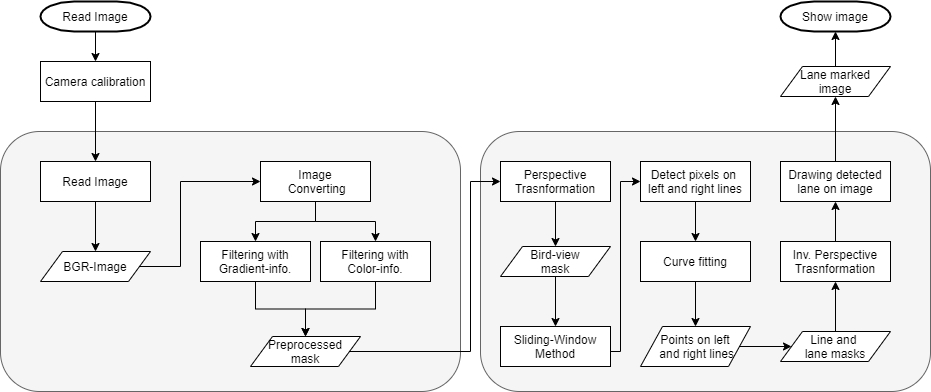 Read Image
Camera calibration
Read Image
BGR-Image
Image
Converting
Filtering with
Gradient-info.
Filtering with
Color-info.
Preprocessed
mask
Perspective
Trasnformation
Bird-view
mask
Sliding-Window
Method
Detect pixels on
left and right lines
Curve fitting
Points on left
and right lines
Line and
lane masks
Inv. Perspective
Trasnformation
Drawing detected
lane on image
Lane marked
image
Show image